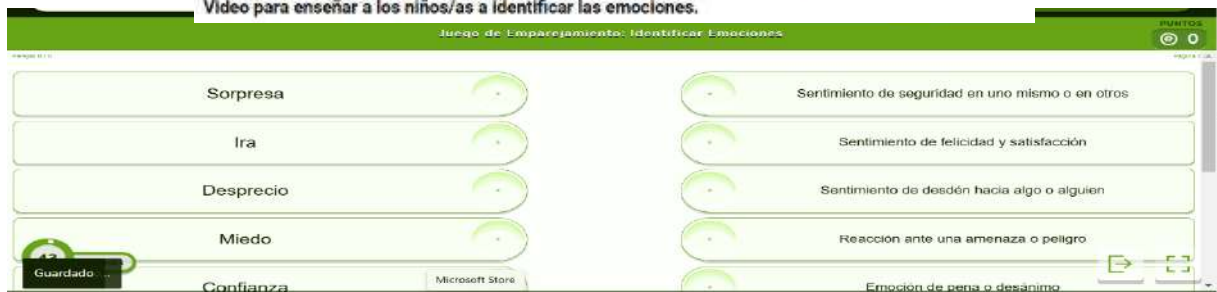 Video para enseñar a los niños/as a identificar las emociones.
Juego de Emparejamiento: Identificar Emociones
PUNTOS
0
Sorpresa
Sentimiento de seguridad en uno mismo o en otros
Ira
Sentimiento de felicidad y satisfacción
Desprecio
Sentimiento de desdén hacia algo o alguien
Miedo
Reacción ante una amenaza o peligro
Guardado ...
Confianza
Microsoft Store
Emoción de pena o desánimo